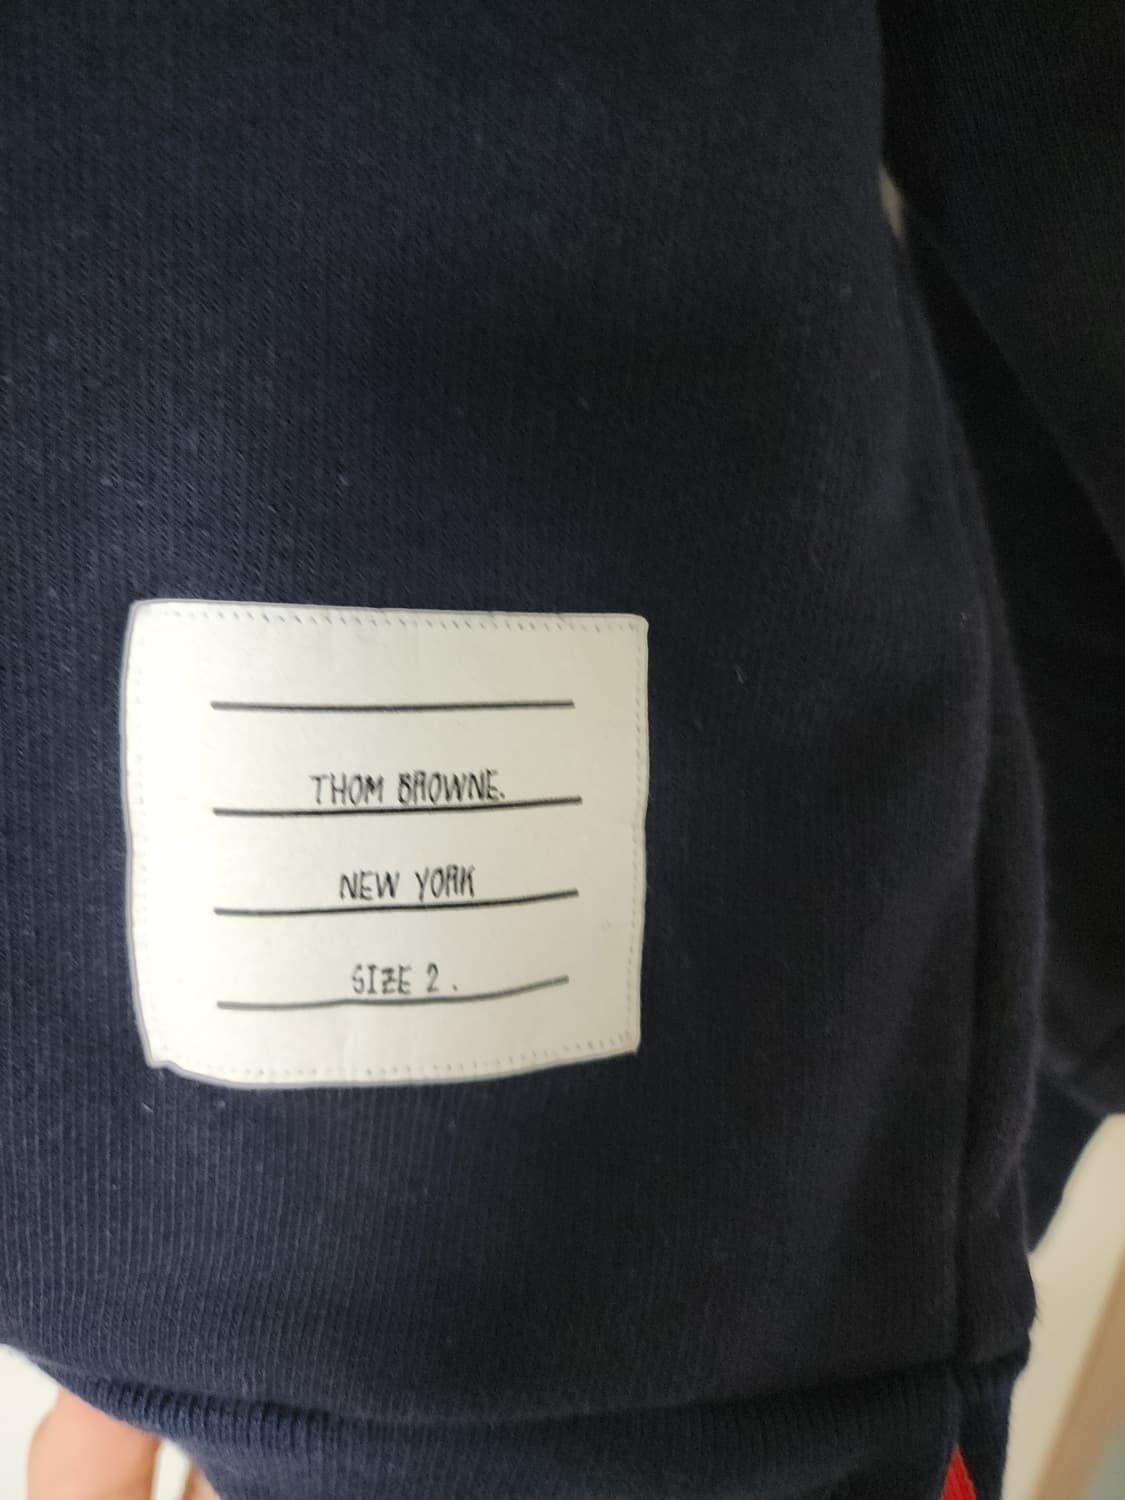 THOM BROWNE.
NEW YORK
SIZE 2.